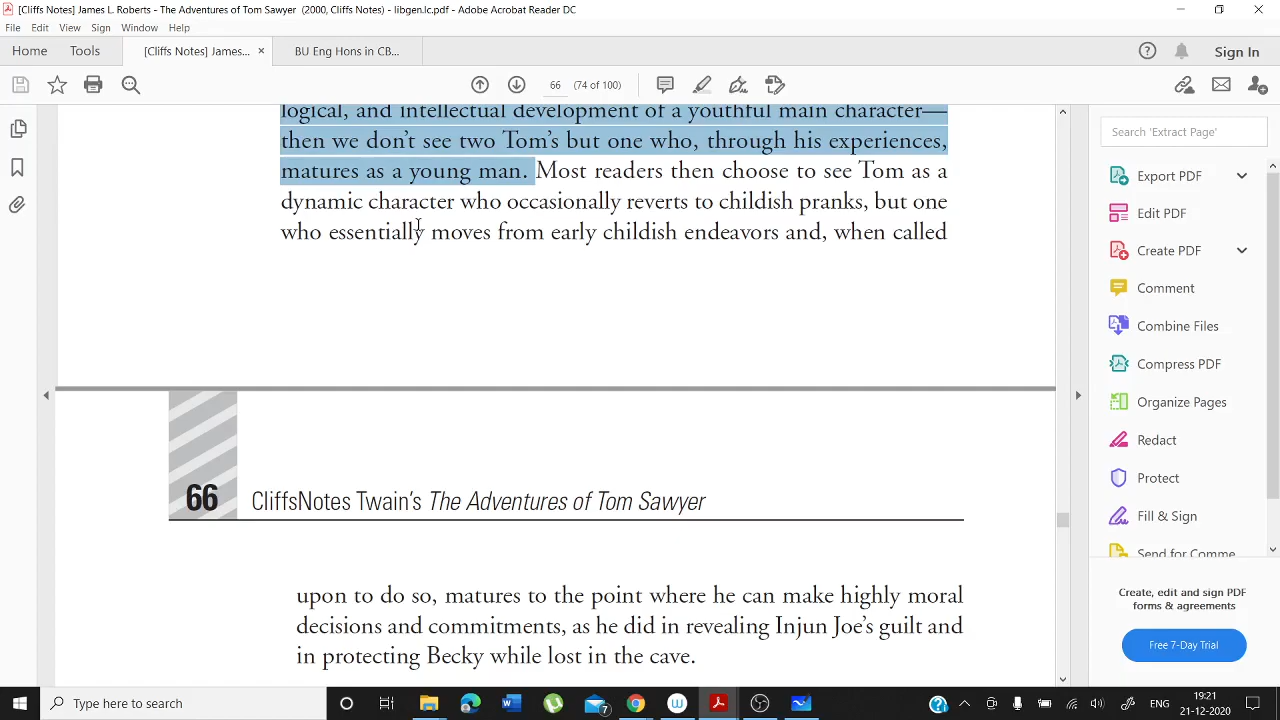 [Cliffs Notes] James L. Roberts - The Adventures of Tom Sawyer (2000, Cliffs Notes) - libgen.lc.pdf - Adobe Acrobat Reader DC
File Edit View Sign Window Help
Home Tools [Cliffs Notes] James... × BU Eng Hons in CB... Sign In
66 (74 of 100)
logical, and intellectual development of a youthful main character—
then we don't see two Tom's but one who, through his experiences,
matures as a young man. Most readers then choose to see Tom as a
dynamic character who occasionally reverts to childish pranks, but one
who essentially moves from early childish endeavors and, when called
66 CliffsNotes Twain's The Adventures of Tom Sawyer
upon to do so, matures to the point where he can make highly moral
decisions and commitments, as he did in revealing Injun Joe's guilt and
in protecting Becky while lost in the cave.
Search 'Extract Page'
Export PDF
Edit PDF
Create PDF
Comment
Combine Files
Compress PDF
Organize Pages
Redact
Protect
Fill & Sign
Send for Comme
Create, edit and sign PDF
forms & agreements
Free 7-Day Trial
Type here to search
7
ENG
19:21
21-12-2020